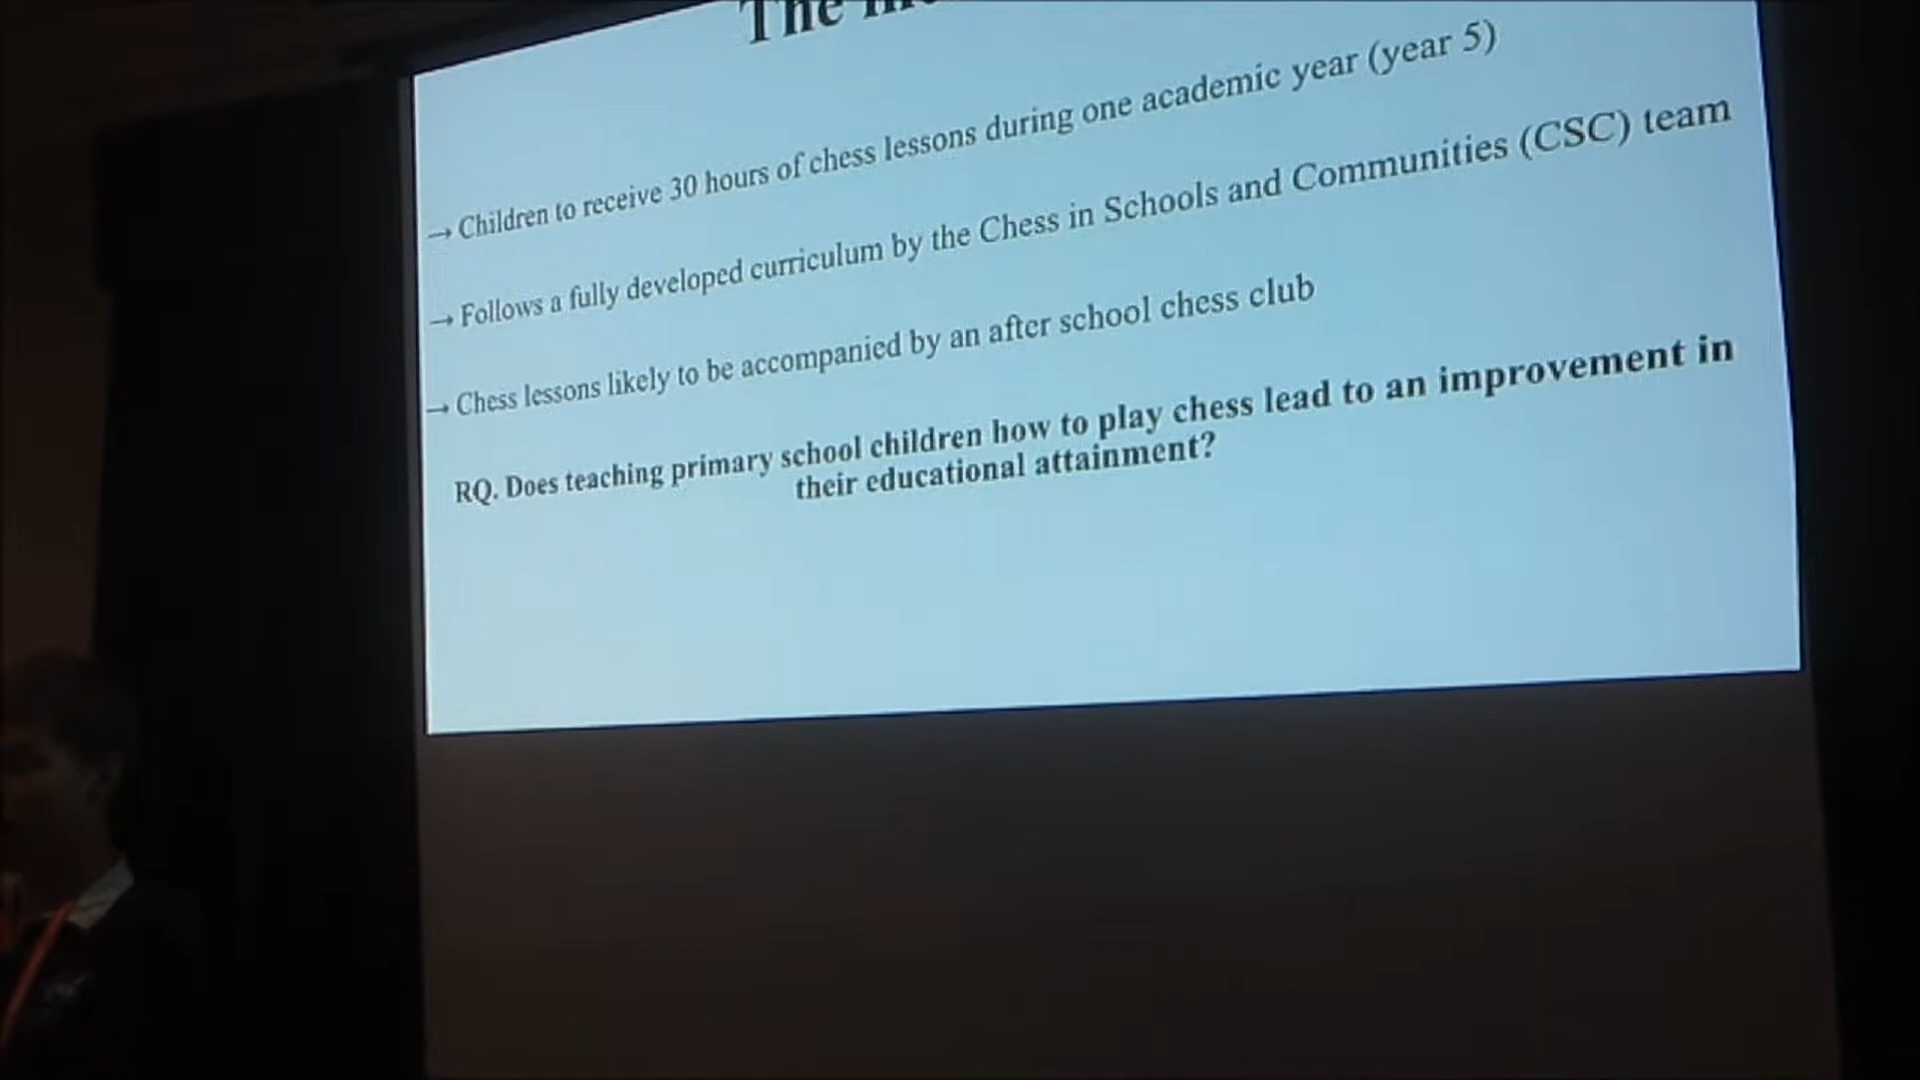 The
→ Children to receive 30 hours of chess lessons during one academic year (year 5)
→ Follows a fully developed curriculum by the Chess in Schools and Communities (CSC) team
→ Chess lessons likely to be accompanied by an after school chess club
RQ. Does teaching primary school children how to play chess lead to an improvement in
their educational attainment?